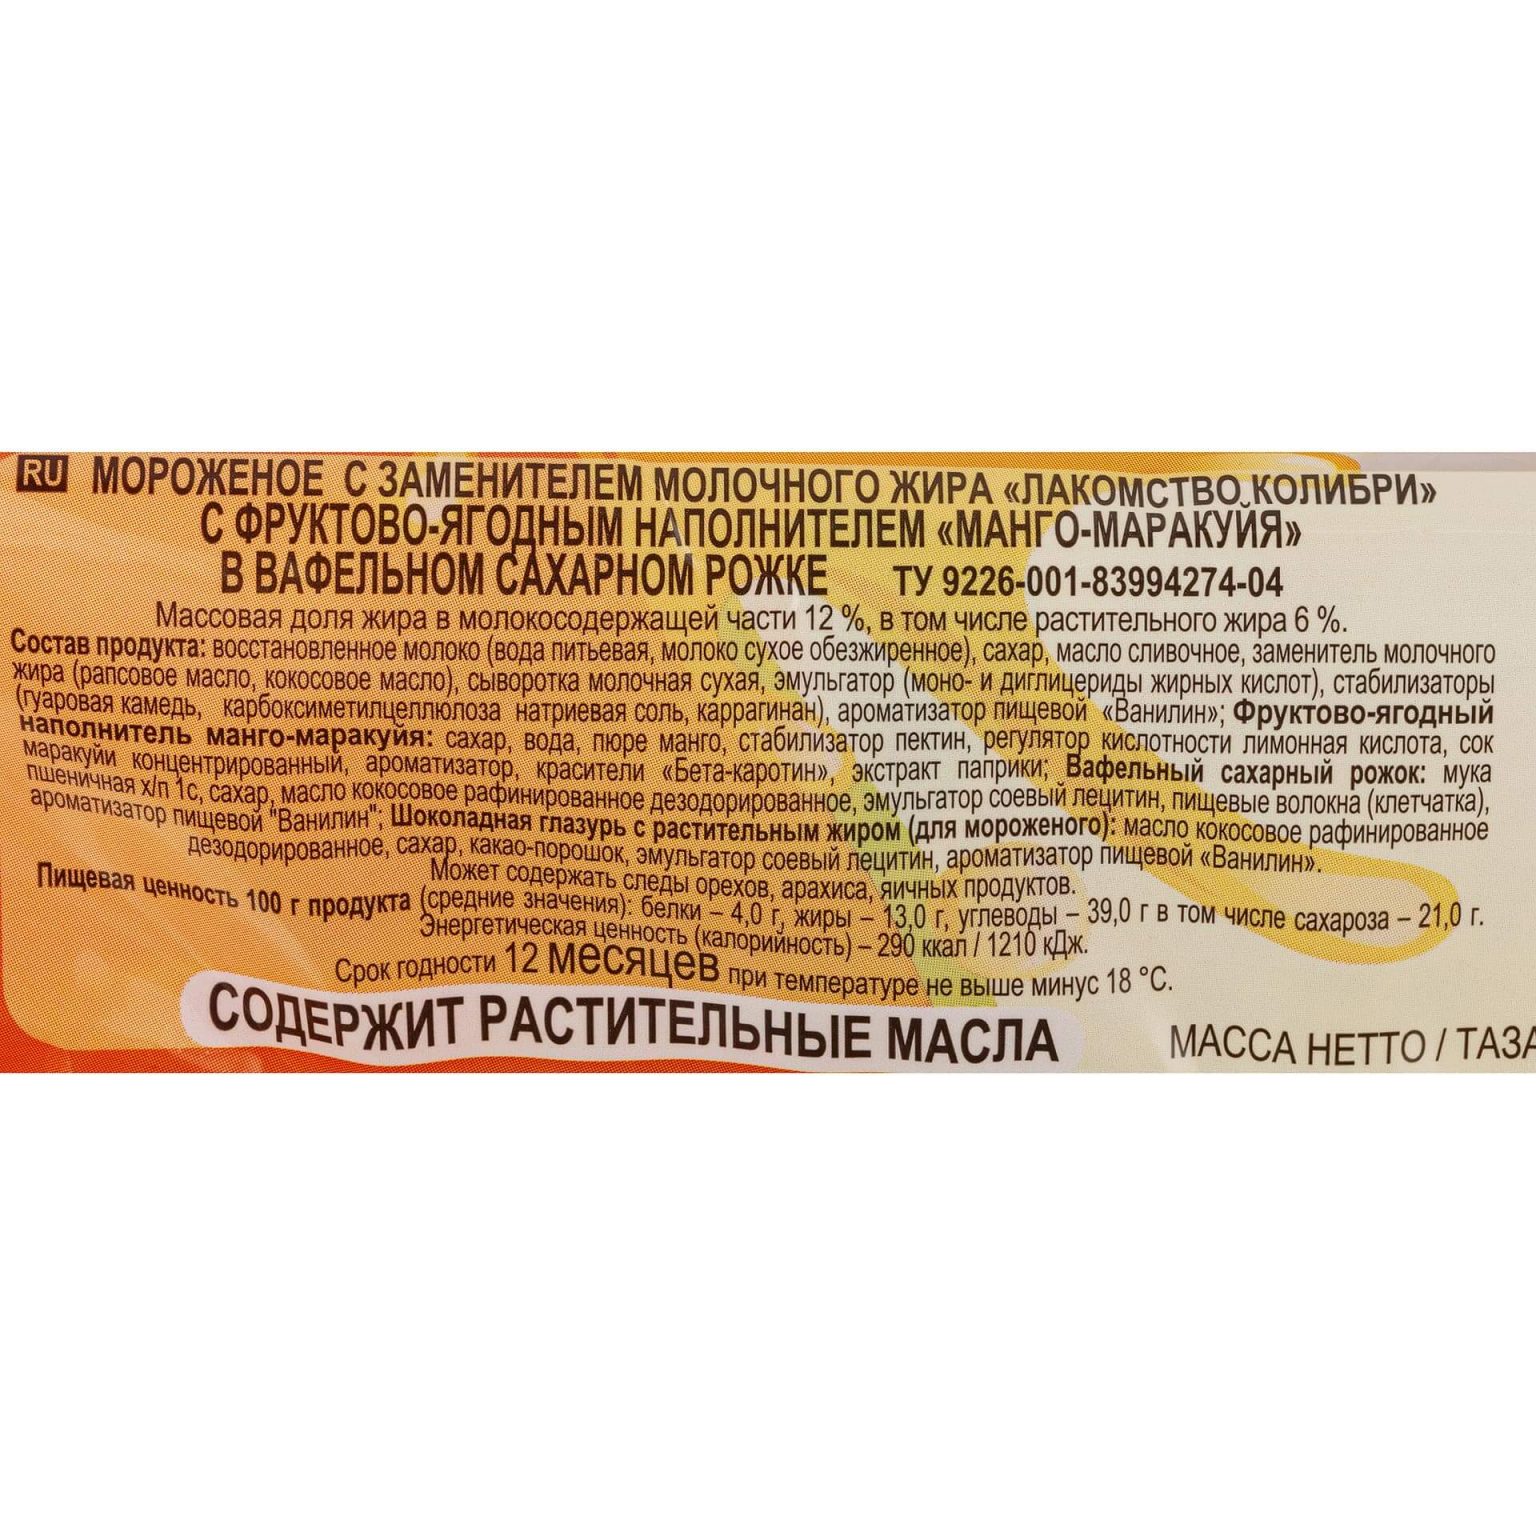 RU МОРОЖЕНОЕ С ЗАМЕНИТЕЛЕМ МОЛОЧНОГО ЖИРА «ЛАКОМСТВО КОЛИБРИ»
С ФРУКТОВО-ЯГОДНЫМ НАПОЛНИТЕЛЕМ «МАНГО-МАРАКУЙЯ»
В ВАФЕЛЬНОМ САХАРНОМ РОЖКЕ ТУ 9226-001-83994274-04
Массовая доля жира в молокосодержащей части 12 %, в том числе растительного жира 6 %.
Состав продукта: восстановленное молоко (вода питьевая, молоко сухое обезжиренное), сахар, масло сливочное, заменитель молочного
жира (рапсовое масло, кокосовое масло), сыворотка молочная сухая, эмульгатор (моно- и диглицериды жирных кислот), стабилизаторы
(гуаровая камедь, карбоксиметилцеллюлоза натриевая соль, каррагинан), ароматизатор пищевой «Ванилин»; Фруктово-ягодный
наполнитель манго-маракуйя: сахар, вода, пюре манго, стабилизатор пектин, регулятор кислотности лимонная кислота, сок
маракуйи концентрированный, ароматизатор, красители «Бета-каротин», экстракт паприки; Вафельный сахарный рожок: мука
пшеничная х/п 1с, сахар, масло кокосовое рафинированное дезодорированное, эмульгатор соевый лецитин, пищевые волокна (клетчатка),
ароматизатор пищевой "Ванилин"; Шоколадная глазурь с растительным жиром (для мороженого): масло кокосовое рафинированное
дезодорированное, сахар, какао-порошок, эмульгатор соевый лецитин, ароматизатор пищевой «Ванилин».
Может содержать следы орехов, арахиса, яичных продуктов.
Пищевая ценность 100 г продукта (средние значения): белки – 4,0 г, жиры – 13,0 г, углеводы – 39,0 г в том числе сахароза – 21,0 г.
Энергетическая ценность (калорийность) – 290 ккал / 1210 кДж.
Срок годности 12 месяцев при температуре не выше минус 18 °С.
СОДЕРЖИТ РАСТИТЕЛЬНЫЕ МАСЛА
МАССА НЕТТО / ТАЗА